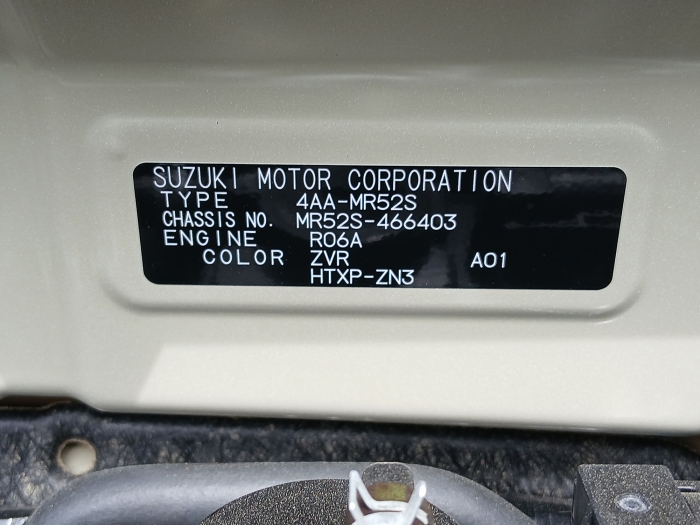 SUZUKI MOTOR CORPORATION
TYPE 4AA-MR52S
CHASSIS NO. MR52S-466403
ENGINE R06A
COLOR ZVR A01
HTXP-ZN3